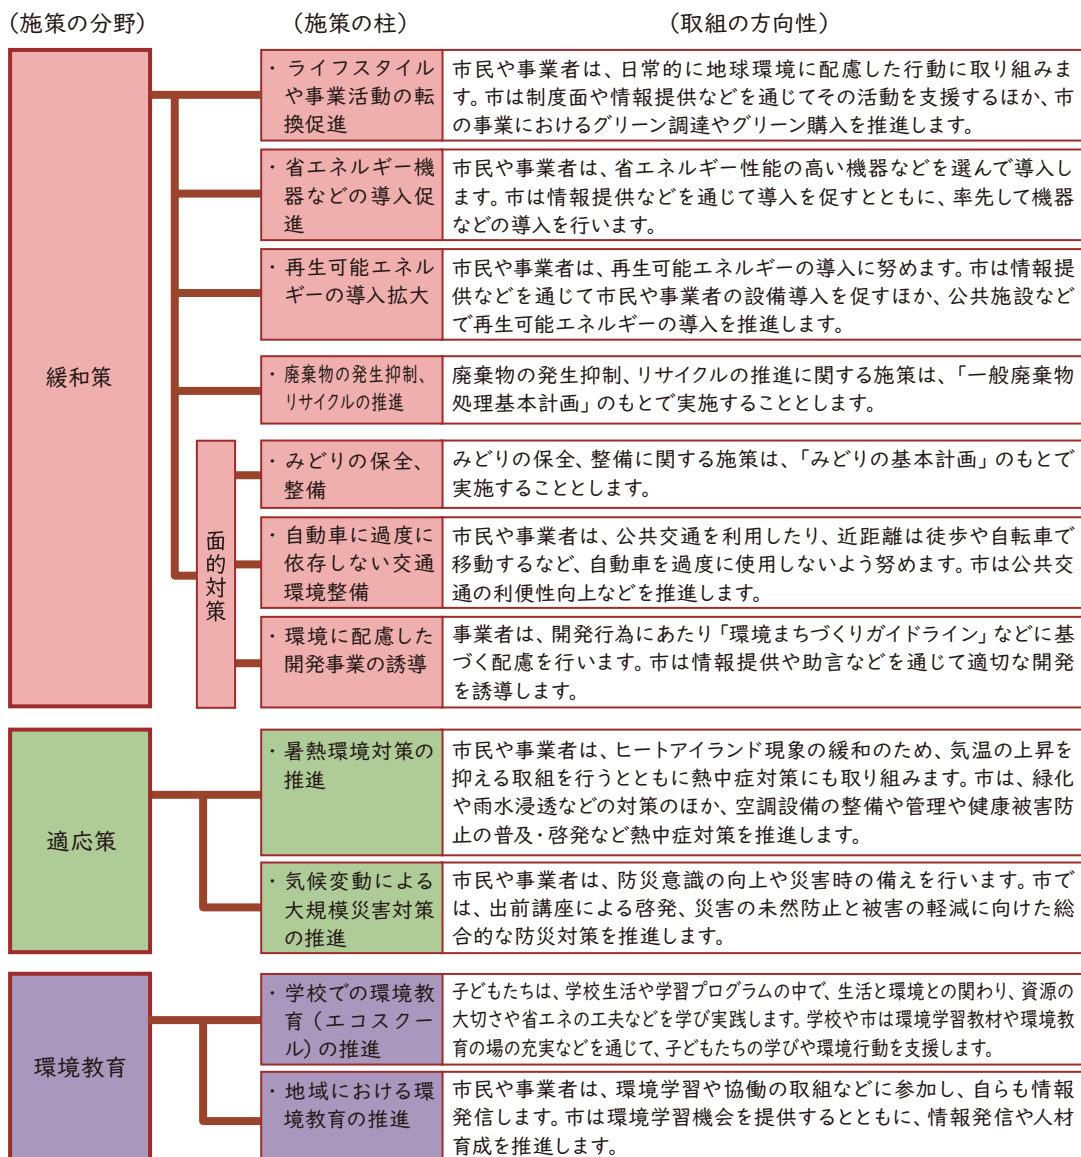 (施策の分野)
(施策の柱)
(取組の方向性)
緩和策
・ライフスタイル
や事業活動の転
換促進
市民や事業者は、日常的に地球環境に配慮した行動に取り組みま
す。市は制度面や情報提供などを通じてその活動を支援するほか、市
の事業におけるグリーン調達やグリーン購入を推進します。
・省エネルギー機
器などの導入促
進
市民や事業者は、省エネルギー性能の高い機器などを選んで導入し
ます。市は情報提供などを通じて導入を促すとともに、率先して機器
などの導入を行います。
・再生可能エネル
ギーの導入拡大
市民や事業者は、再生可能エネルギーの導入に努めます。市は情報提
供などを通じて市民や事業者の設備導入を促すほか、公共施設など
で再生可能エネルギーの導入を推進します。
・廃棄物の発生抑制、
リサイクルの推進
廃棄物の発生抑制、リサイクルの推進に関する施策は、「一般廃棄物
処理基本計画」のもとで実施することとします。
面的対策
・みどりの保全、
整備
みどりの保全、整備に関する施策は、「みどりの基本計画」のもとで
実施することとします。
・自動車に過度に
依存しない交通
環境整備
市民や事業者は、公共交通を利用したり、近距離は徒歩や自転車で
移動するなど、自動車を過度に使用しないよう努めます。市は公共交
通の利便性向上などを推進します。
・環境に配慮した
開発事業の誘導
事業者は、開発行為にあたり「環境まちづくりガイドライン」などに基
づく配慮を行います。市は情報提供や助言などを通じて適切な開発
を誘導します。
適応策
・暑熱環境対策の
推進
市民や事業者は、ヒートアイランド現象の緩和のため、気温の上昇を
抑える取組を行うとともに熱中症対策にも取り組みます。市は、緑化
や雨水浸透などの対策のほか、空調設備の整備や管理や健康被害防
止の普及・啓発など熱中症対策を推進します。
・気候変動による
大規模災害対策
の推進
市民や事業者は、防災意識の向上や災害時の備えを行います。市で
は、出前講座による啓発、災害の未然防止と被害の軽減に向けた総
合的な防災対策を推進します。
環境教育
・学校での環境教
育(エコスクー
ル)の推進
子どもたちは、学校生活や学習プログラムの中で、生活と環境との関わり、資源の
大切さや省エネの工夫などを学び実践します。学校や市は環境学習教材や環境教
育の場の充実などを通じて、子どもたちの学びや環境行動を支援します。
・地域における環
境教育の推進
市民や事業者は、環境学習や協働の取組などに参加し、自らも情報
発信します。市は環境学習機会を提供するとともに、情報発信や人材
育成を推進します。